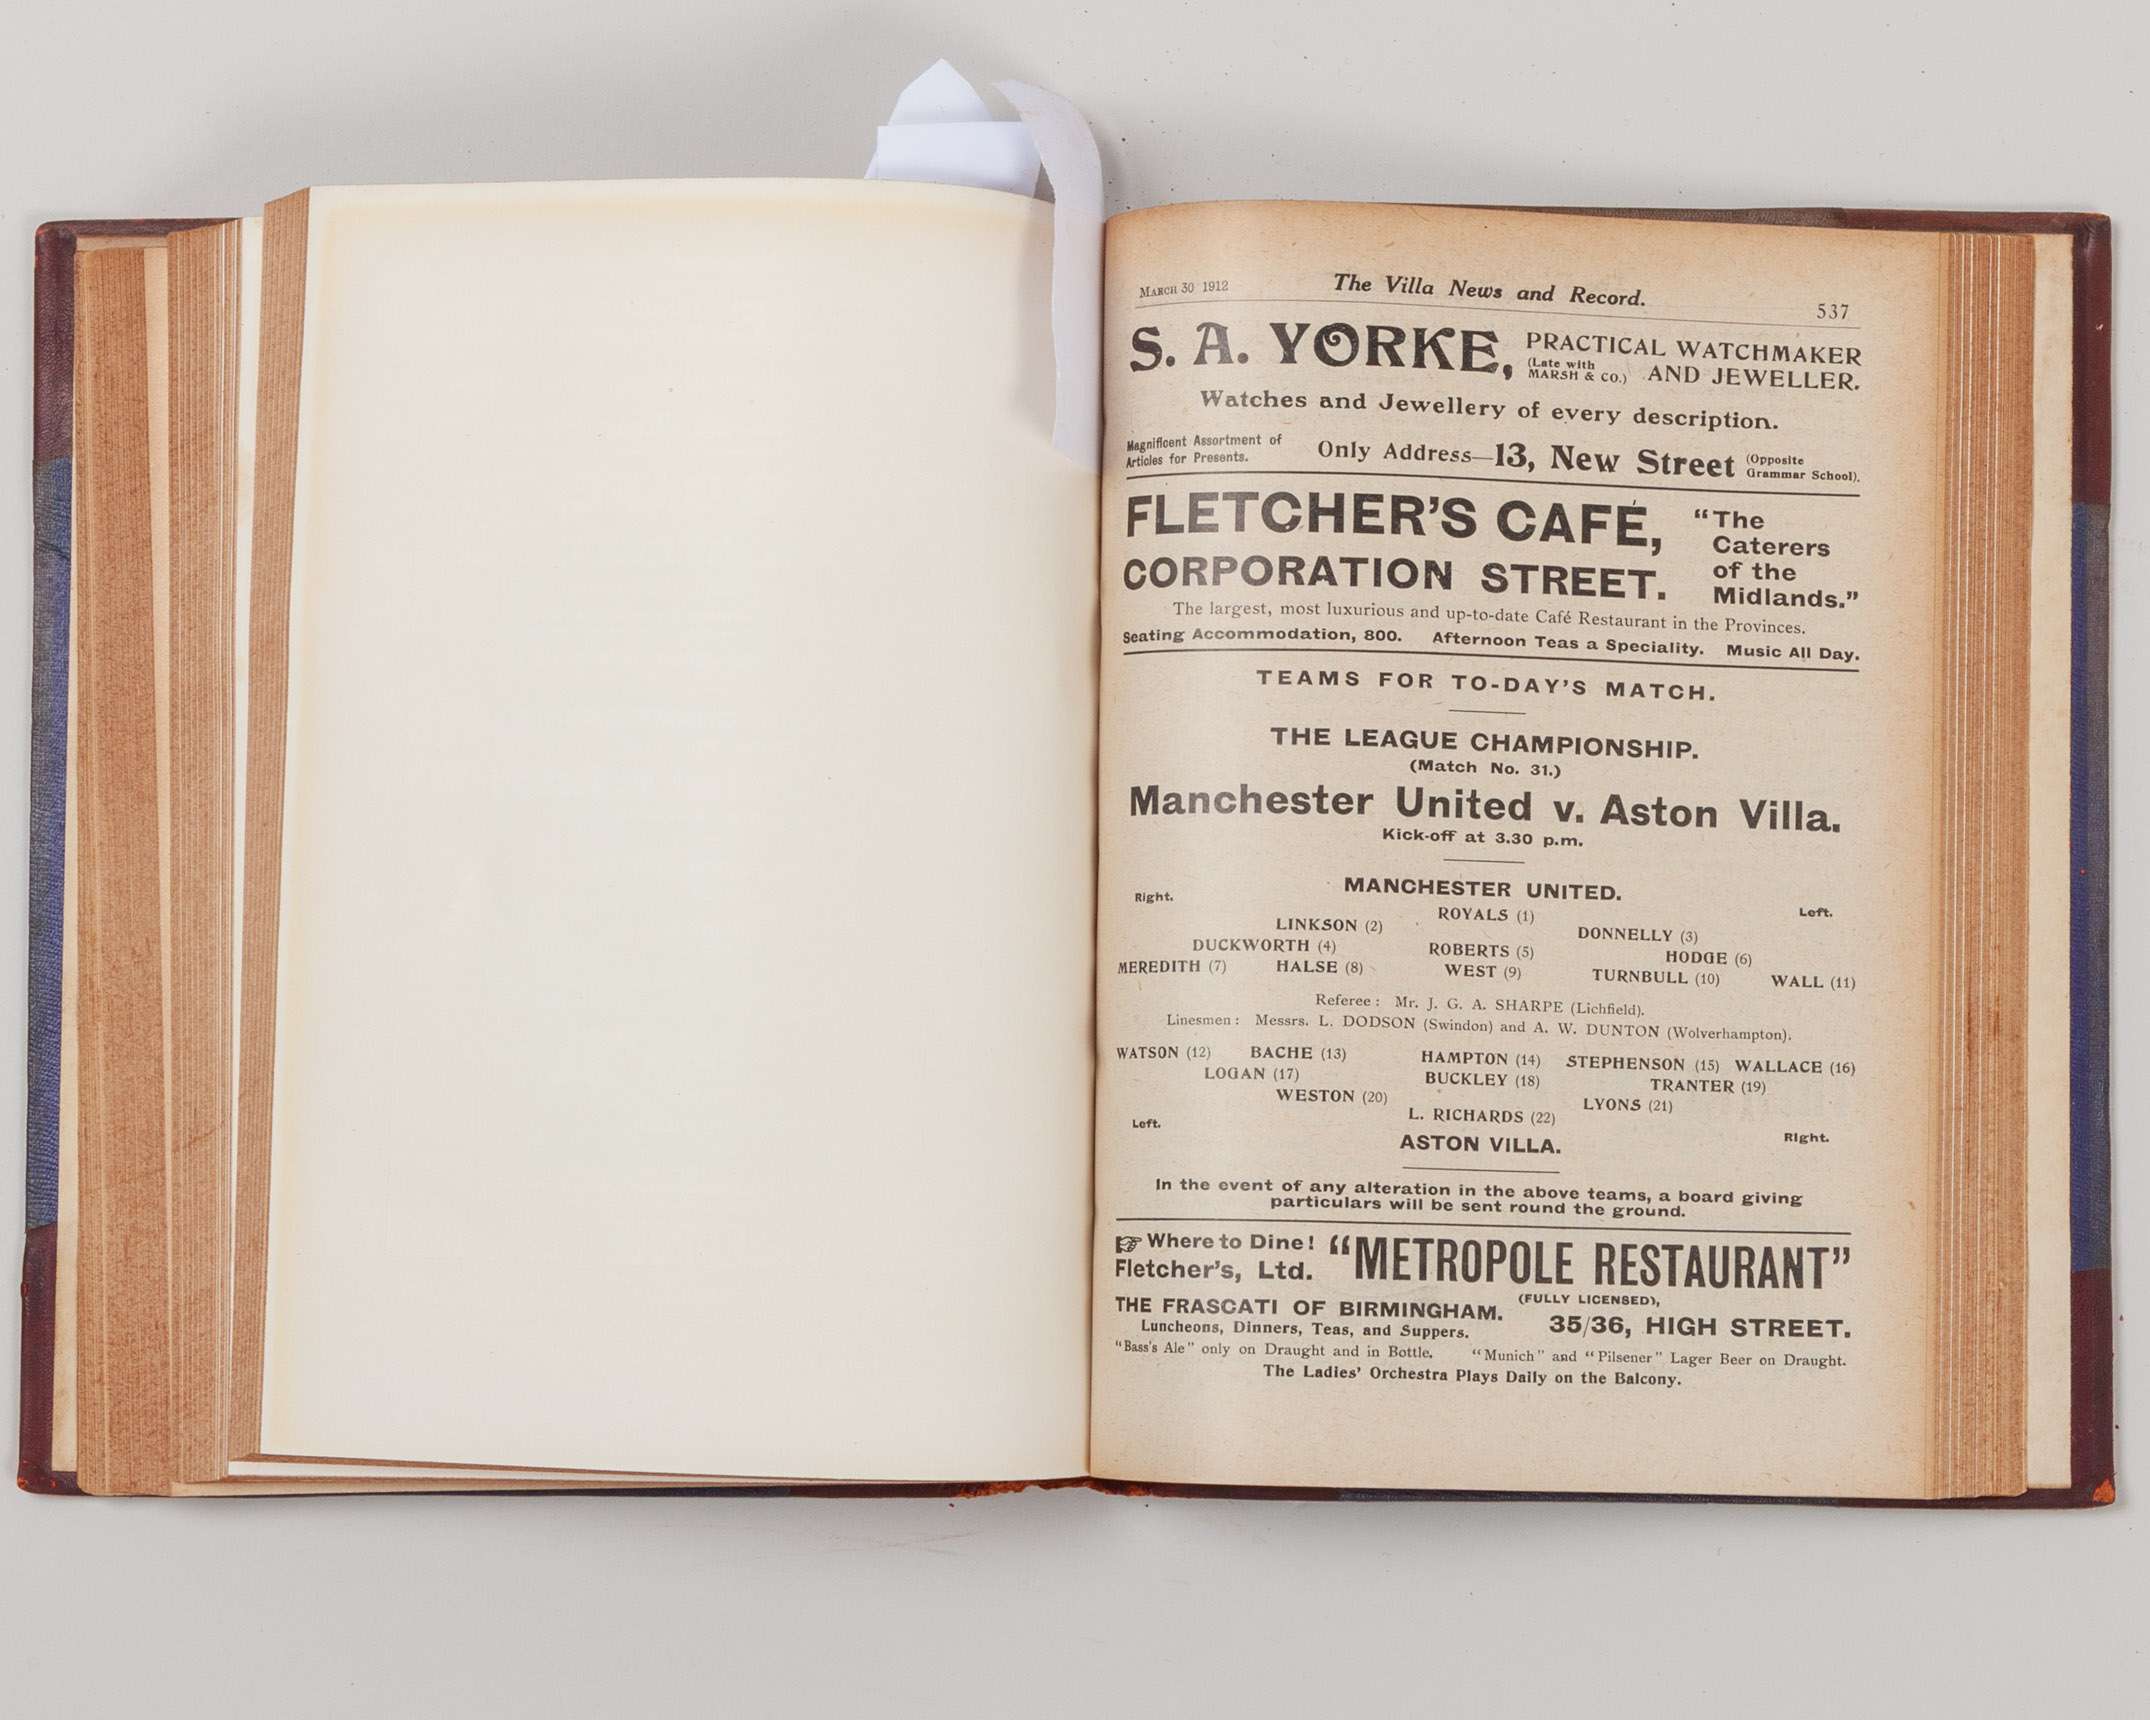 MARCH 30 1912 The Villa News and Record. 537
S. A. YORKE, (Late with MARSH & CO.) PRACTICAL WATCHMAKER AND JEWELLER.
Watches and Jewellery of every description.
Magnificent Assortment of Articles for Presents. Only Address—13, New Street (Opposite Grammar School).
FLETCHER'S CAFÉ, "The Caterers of the Midlands."
CORPORATION STREET.
The largest, most luxurious and up-to-date Café Restaurant in the Provinces.
Seating Accommodation, 800. Afternoon Teas a Speciality. Music All Day.
TEAMS FOR TO-DAY'S MATCH.
THE LEAGUE CHAMPIONSHIP.
(Match No. 31.)
Manchester United v. Aston Villa.
Kick-off at 3.30 p.m.
MANCHESTER UNITED.
Right. Left.
ROYALS (1)
LINKSON (2) DONNELLY (3)
DUCKWORTH (4) ROBERTS (5) HODGE (6)
MEREDITH (7) HALSE (8) WEST (9) TURNBULL (10) WALL (11)
Referee : Mr. J. G. A. SHARPE (Lichfield).
Linesmen : Messrs. L. DODSON (Swindon) and A. W. DUNTON (Wolverhampton).
WATSON (12) BACHE (13) HAMPTON (14) STEPHENSON (15) WALLACE (16)
LOGAN (17) BUCKLEY (18) TRANTER (19)
WESTON (20) LYONS (21)
L. RICHARDS (22)
Left. Right.
ASTON VILLA.
In the event of any alteration in the above teams, a board giving
particulars will be sent round the ground.
☞ Where to Dine! "METROPOLE RESTAURANT"
Fletcher's, Ltd.
(FULLY LICENSED),
THE FRASCATI OF BIRMINGHAM. 35/36, HIGH STREET.
Luncheons, Dinners, Teas, and Suppers.
"Bass's Ale" only on Draught and in Bottle. "Munich" and "Pilsener" Lager Beer on Draught.
The Ladies' Orchestra Plays Daily on the Balcony.